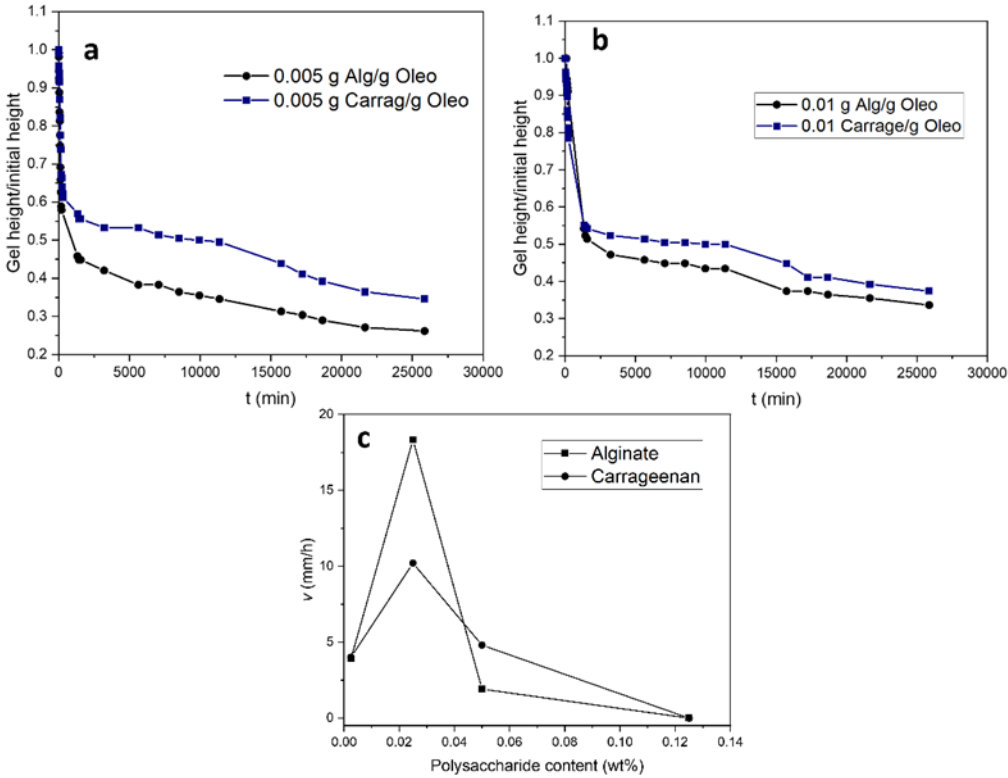 a
0.005 g Alg/g Oleo
0.005 g Carrag/g Oleo
Gel height/initial height
1.0
0.9
0.8
0.7
0.6
0.5
0.4
0.3
0.2
0 5000 10000 15000 20000 25000 30000
t (min)
b
0.01 g Alg/g Oleo
0.01 Carrage/g Oleo
Gel height/initial height
1.0
0.9
0.8
0.7
0.6
0.5
0.4
0.3
0.2
0 5000 10000 15000 20000 25000 30000
t (min)
c
Alginate
Carrageenan
v (mm/h)
20
15
10
5
0
0.00 0.02 0.04 0.06 0.08 0.10 0.12 0.14
Polysaccharide content (wt%)